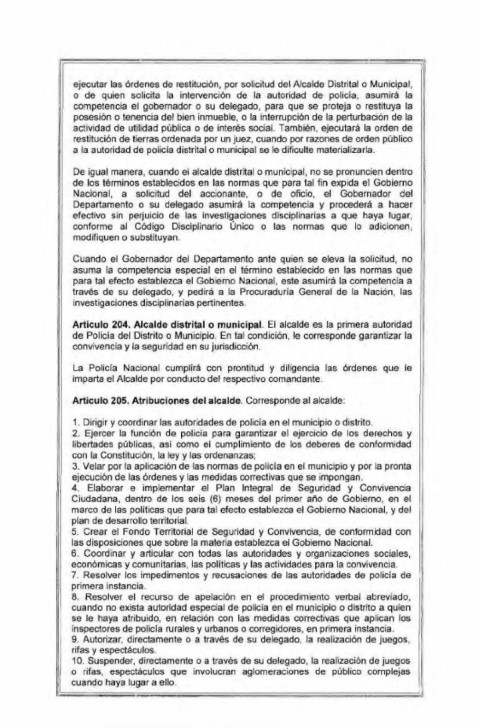 ejecutar las órdenes de restitución, por solicitud del Alcalde Distrital o Municipal,
o de quien solicita la intervención de la autoridad de policía, asumirá la
competencia el gobernador o su delegado, para que se proteja o restituya la
posesión o tenencia del bien inmueble, o la interrupción de la perturbación de la
actividad de utilidad pública o de interés social. También, ejecutará la orden de
restitución de tierras ordenada por un juez, cuando por razones de orden público
a la autoridad de policía distrital o municipal se le dificulte materializarla.
De igual manera, cuando el alcalde distrital o municipal, no se pronuncien dentro
de los términos establecidos en las normas que para tal fin expida el Gobierno
Nacional, a solicitud del accionante, o de oficio, el Gobernador del
Departamento o su delegado asumirá la competencia y procederá a hacer
efectivo sin perjuicio de las investigaciones disciplinarias a que haya lugar,
conforme al Código Disciplinario Único o las normas que lo adicionen,
modifiquen o substituyan.
Cuando el Gobernador del Departamento ante quien se eleva la solicitud, no
asuma la competencia especial en el término establecido en las normas que
para tal efecto establezca el Gobierno Nacional, este asumirá la competencia a
través de su delegado, y pedirá a la Procuraduría General de la Nación, las
investigaciones disciplinarias pertinentes.
Artículo 204. Alcalde distrital o municipal. El alcalde es la primera autoridad
de Policía del Distrito o Municipio. En tal condición, le corresponde garantizar la
convivencia y la seguridad en su jurisdicción.
La Policía Nacional cumplirá con prontitud y diligencia las órdenes que le
imparta el Alcalde por conducto del respectivo comandante.
Artículo 205. Atribuciones del alcalde. Corresponde al alcalde:
1. Dirigir y coordinar las autoridades de policía en el municipio o distrito.
2. Ejercer la función de policía para garantizar el ejercicio de los derechos y
libertades públicas, así como el cumplimiento de los deberes de conformidad
con la Constitución, la ley y las ordenanzas;
3. Velar por la aplicación de las normas de policía en el municipio y por la pronta
ejecución de las órdenes y las medidas correctivas que se impongan.
4. Elaborar e implementar el Plan Integral de Seguridad y Convivencia
Ciudadana, dentro de los seis (6) meses del primer año de Gobierno, en el
marco de las políticas que para tal efecto establezca el Gobierno Nacional, y del
plan de desarrollo territorial.
5. Crear el Fondo Territorial de Seguridad y Convivencia, de conformidad con
las disposiciones que sobre la materia establezca el Gobierno Nacional.
6. Coordinar y articular con todas las autoridades y organizaciones sociales,
económicas y comunitarias, las políticas y las actividades para la convivencia.
7. Resolver los impedimentos y recusaciones de las autoridades de policía de
primera instancia.
8. Resolver el recurso de apelación en el procedimiento verbal abreviado,
cuando no exista autoridad especial de policía en el municipio o distrito a quien
se le haya atribuido, en relación con las medidas correctivas que aplican los
inspectores de policía rurales y urbanos o corregidores, en primera instancia.
9. Autorizar, directamente o a través de su delegado, la realización de juegos,
rifas y espectáculos.
10. Suspender, directamente o a través de su delegado, la realización de juegos
o rifas, espectáculos que involucran aglomeraciones de público complejas
cuando haya lugar a ello.